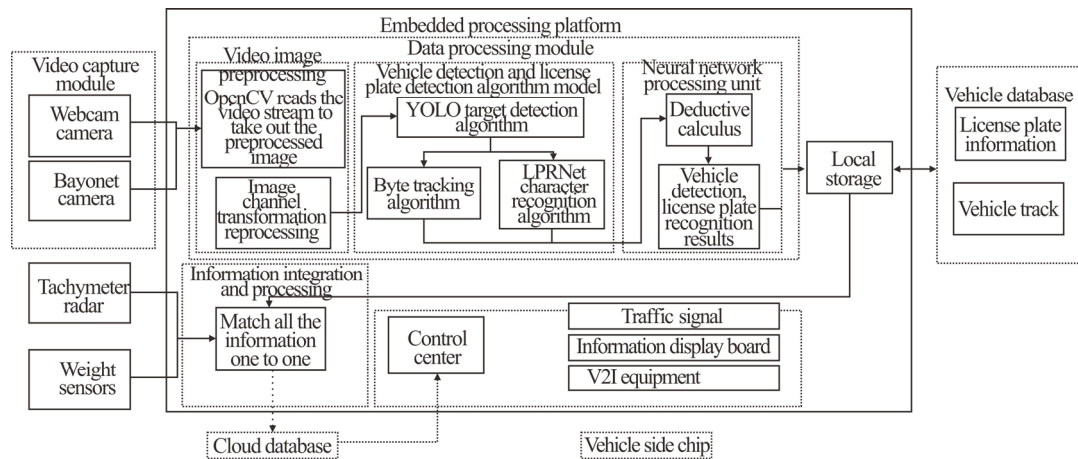 Embedded processing platform
Data processing module
Video capture
module
Webcam
camera
Bayonet
camera
Video image
preprocessing
OpenCV reads the
video stream to
take out the
preprocessed
image
Image
channel
transformation
reprocessing
Vehicle detection and license
plate detection algorithm model
YOLO target detection
algorithm
Byte tracking
algorithm
LPRNet
character
recognition
algorithm
Neural network
processing unit
Deductive
calculus
Vehicle
detection,
license plate
recognition
results
Local
storage
Vehicle database
License plate
information
Vehicle track
Tachymeter
radar
Weight
sensors
Information integration
and processing
Match all the
information
one to one
Control
center
Traffic signal
Information display board
V2I equipment
Cloud database
Vehicle side chip